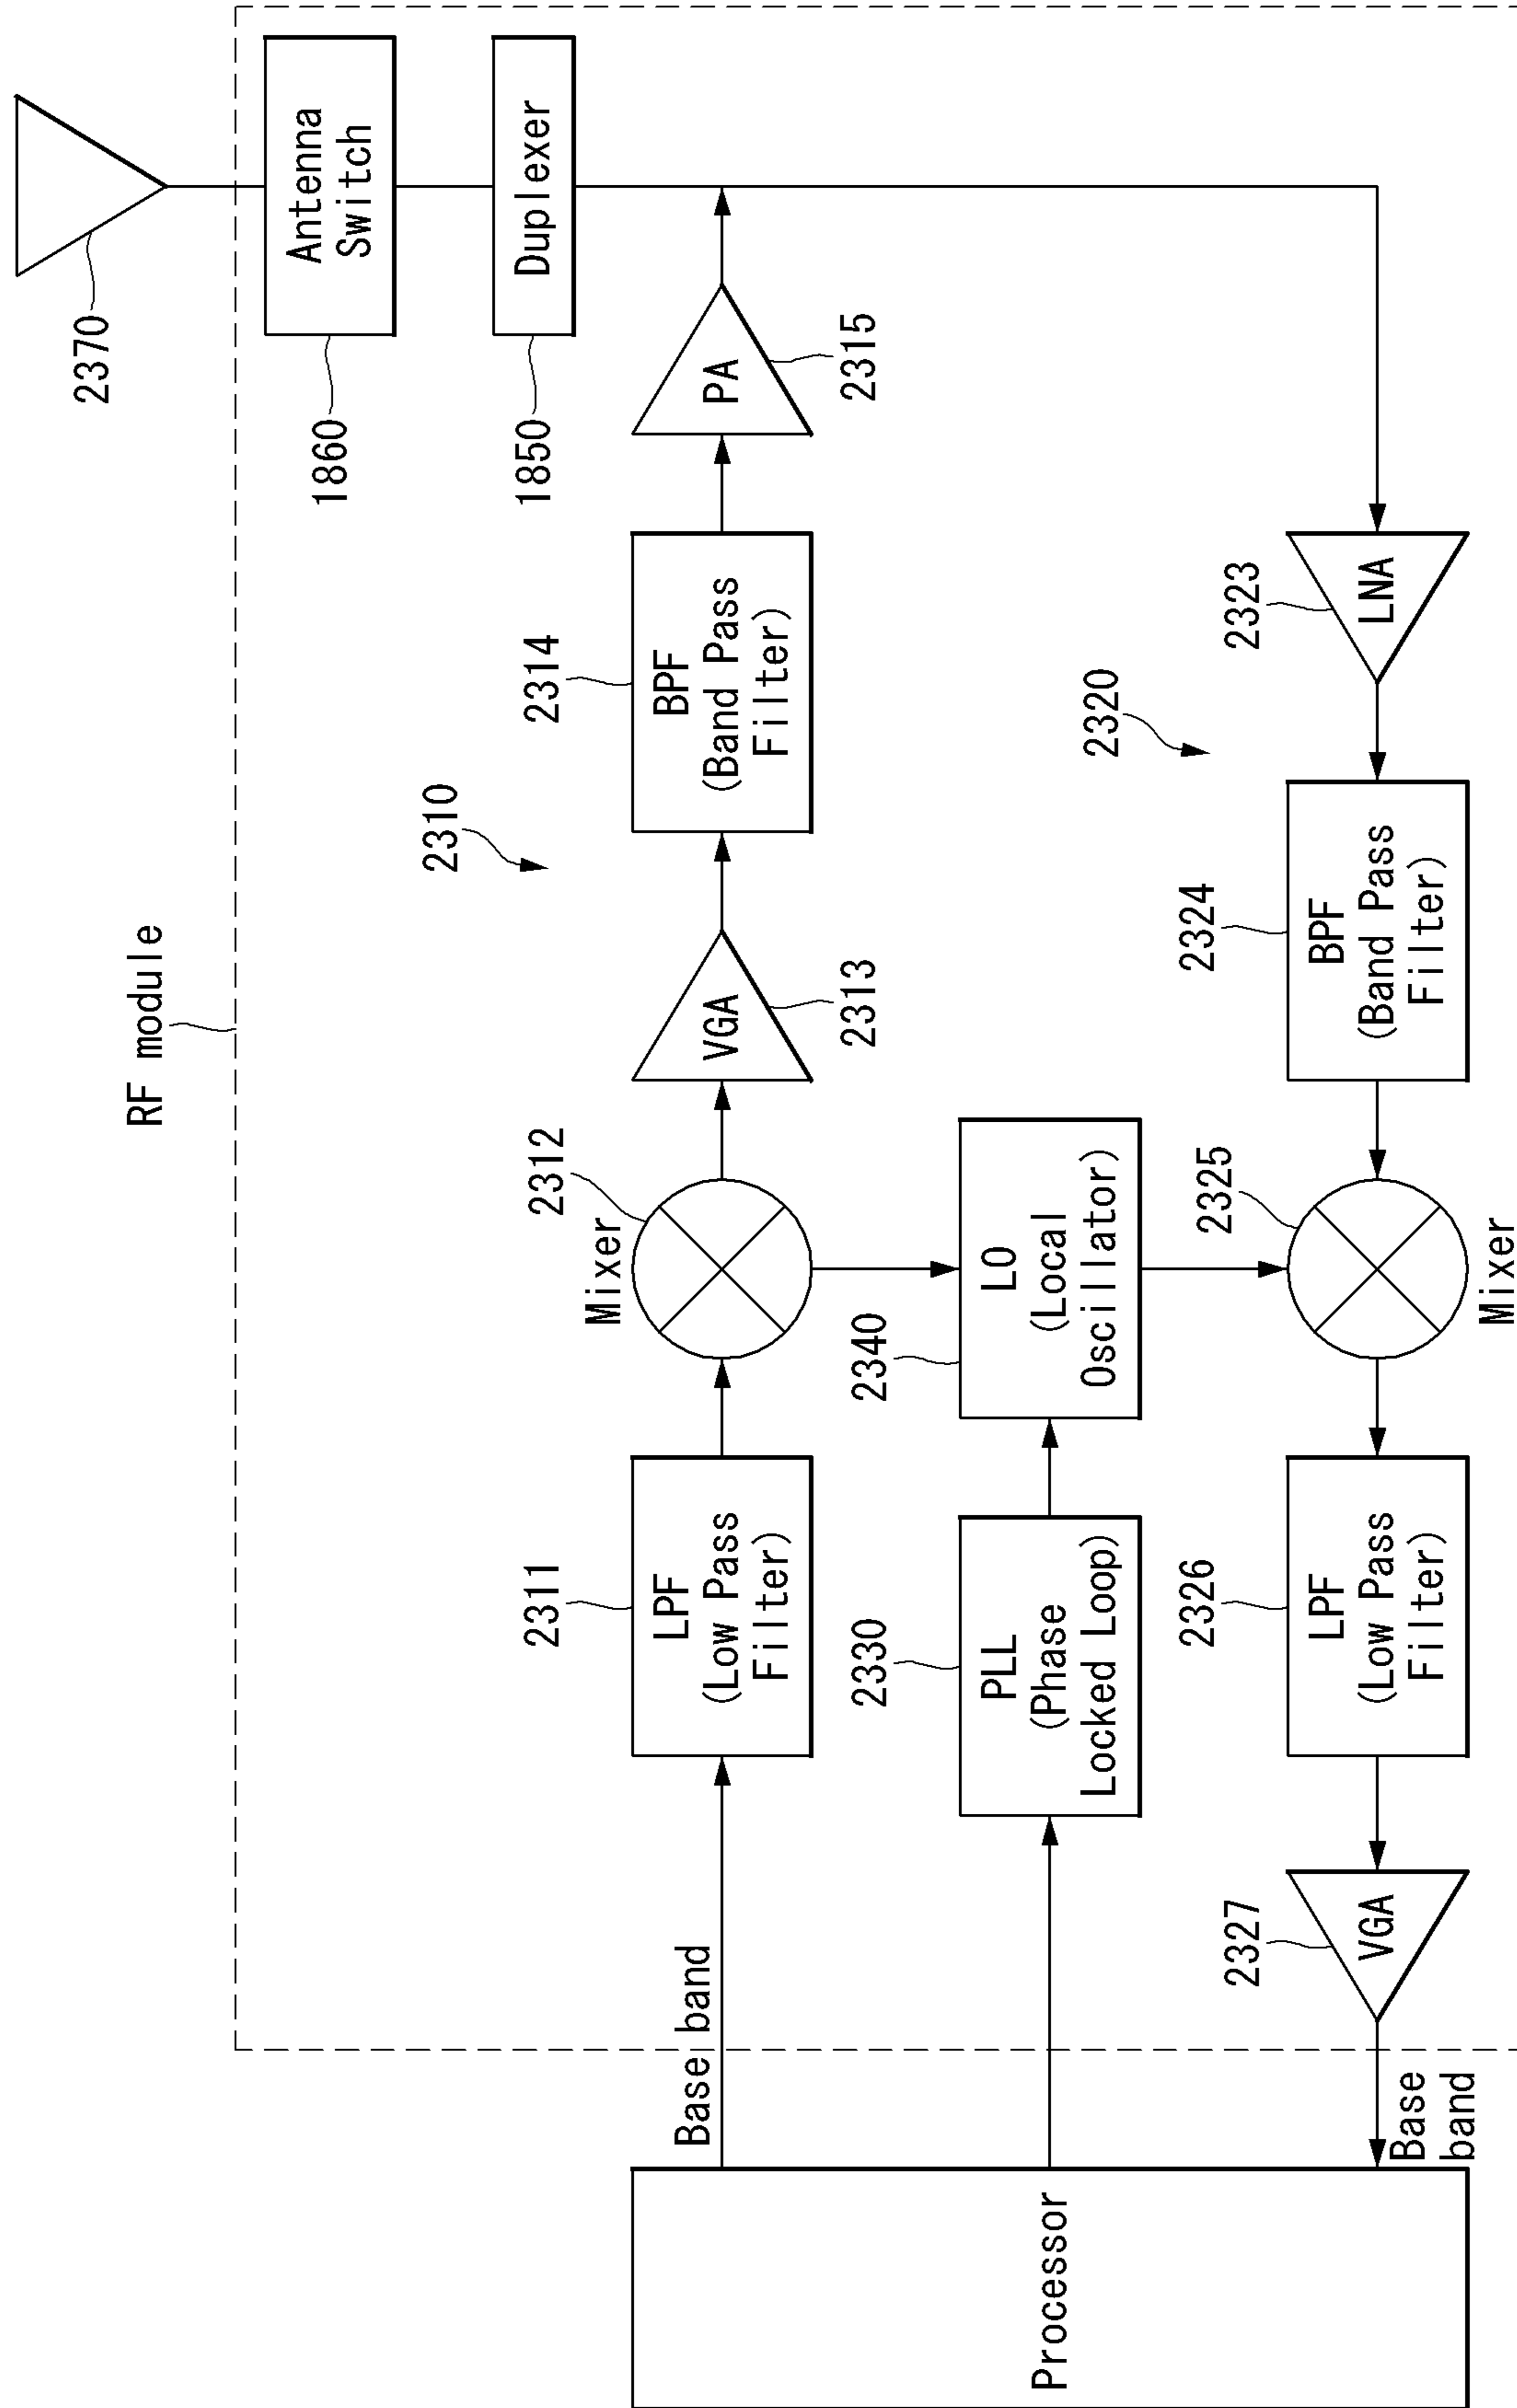 RF module
2370
Antenna
Switch
1860
Duplexer
1850
2310
Base band
2311
LPF
(Low Pass
Filter)
Mixer
2312
VGA
2313
2314
BPF
(Band Pass
Filter)
PA
2315
Processor
2330
PLL
(Phase
Locked Loop)
2340
LO
(Local
Oscillator)
2320
Base
band
2327
VGA
2326
LPF
(Low Pass
Filter)
2325
Mixer
2324
BPF
(Band Pass
Filter)
2323
LNA